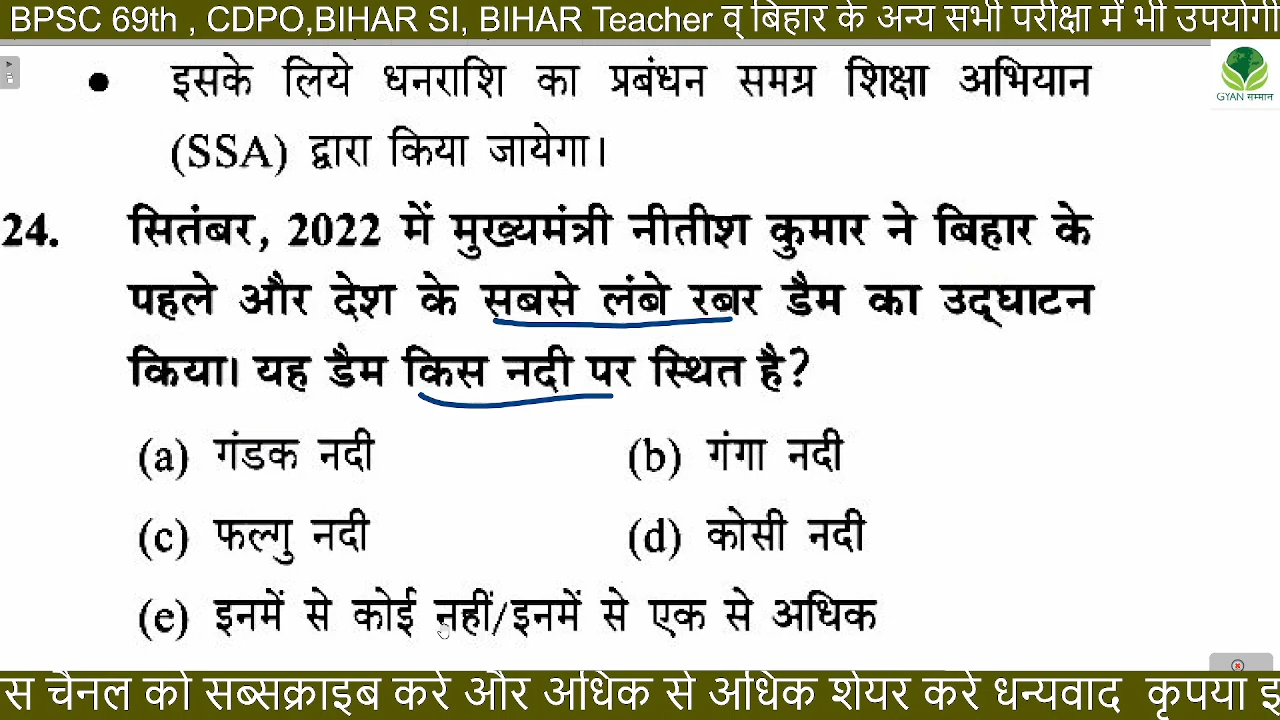 BPSC 69th , CDPO,BIHAR SI, BIHAR Teacher व् बिहार के अन्य सभी परीक्षा में भी उपयोगी
GYAN सम्मान
• इसके लिये धनराशि का प्रबंधन समग्र शिक्षा अभियान
(SSA) द्वारा किया जायेगा।
24. सितंबर, 2022 में मुख्यमंत्री नीतीश कुमार ने बिहार के
पहले और देश के सबसे लंबे रबर डैम का उद्घाटन
किया। यह डैम किस नदी पर स्थित है?
(a) गंडक नदी (b) गंगा नदी
(c) फल्गु नदी (d) कोसी नदी
(e) इनमें से कोई नहीं/इनमें से एक से अधिक
स चैनल को सब्सक्राइब करे और अधिक से अधिक शेयर करे धन्यवाद कृपया इ